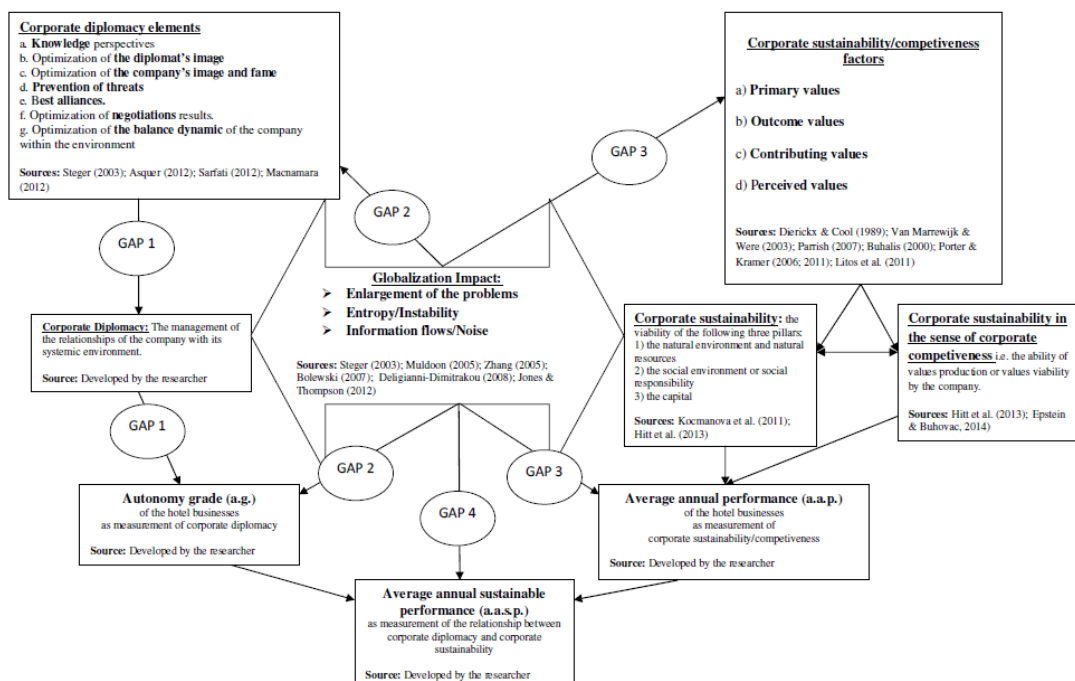 Corporate diplomacy elements
a. Knowledge perspectives
b. Optimization of the diplomat's image
c. Optimization of the company's image and fame
d. Prevention of threats
e. Best alliances.
f. Optimization of negotiations results.
g. Optimization of the balance dynamic of the company
within the environment
Sources: Steger (2003); Asquer (2012); Sarfati (2012); Macnamara
(2012)
Corporate sustainability/competiveness
factors
a) Primary values
b) Outcome values
c) Contributing values
d) Perceived values
Sources: Dierickx & Cool (1989); Van Marrewijk &
Were (2003); Parrish (2007); Buhalis (2000); Porter &
Kramer (2006; 2011); Litos et al. (2011)
GAP 3
GAP 2
GAP 1
Globalization Impact:
➢ Enlargement of the problems
➢ Entropy/Instability
➢ Information flows/Noise
Sources: Steger (2003); Muldoon (2005); Zhang (2005);
Bolewski (2007); Deligianni-Dimitrakou (2008); Jones &
Thompson (2012)
Corporate Diplomacy: The management of
the relationships of the company with its
systemic environment.
Source: Developed by the researcher
Corporate sustainability: the
viability of the following three pillars:
1) the natural environment and natural
resources
2) the social environment or social
responsibility
3) the capital
Sources: Kocmanova et al. (2011);
Hitt et al. (2013)
Corporate sustainability in
the sense of corporate
competiveness i.e. the ability of
values production or values viability
by the company.
Sources: Hitt et al. (2013); Epstein
& Buhovac, 2014)
GAP 1
GAP 2
GAP 3
GAP 4
Autonomy grade (a.g.)
of the hotel businesses
as measurement of corporate diplomacy
Source: Developed by the researcher
Average annual performance (a.a.p.)
of the hotel businesses
as measurement of
corporate sustainability/competiveness
Source: Developed by the researcher
Average annual sustainable
performance (a.a.s.p.)
as measurement of the relationship between
corporate diplomacy and corporate
sustainability
Source: Developed by the researcher